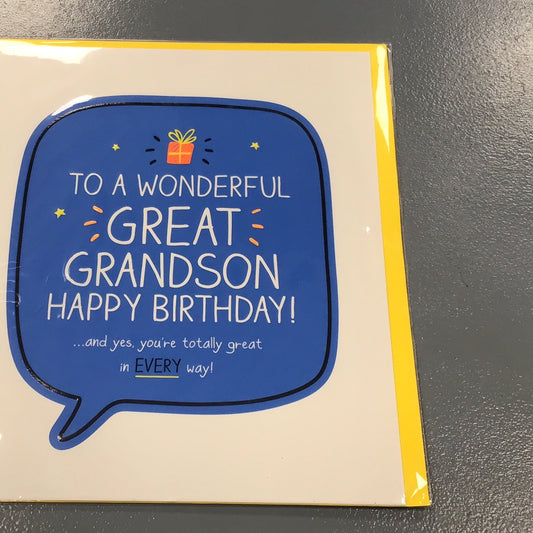 TO A WONDERFUL
GREAT
GRANDSON
HAPPY BIRTHDAY!
...and yes, you're totally great
in EVERY way!